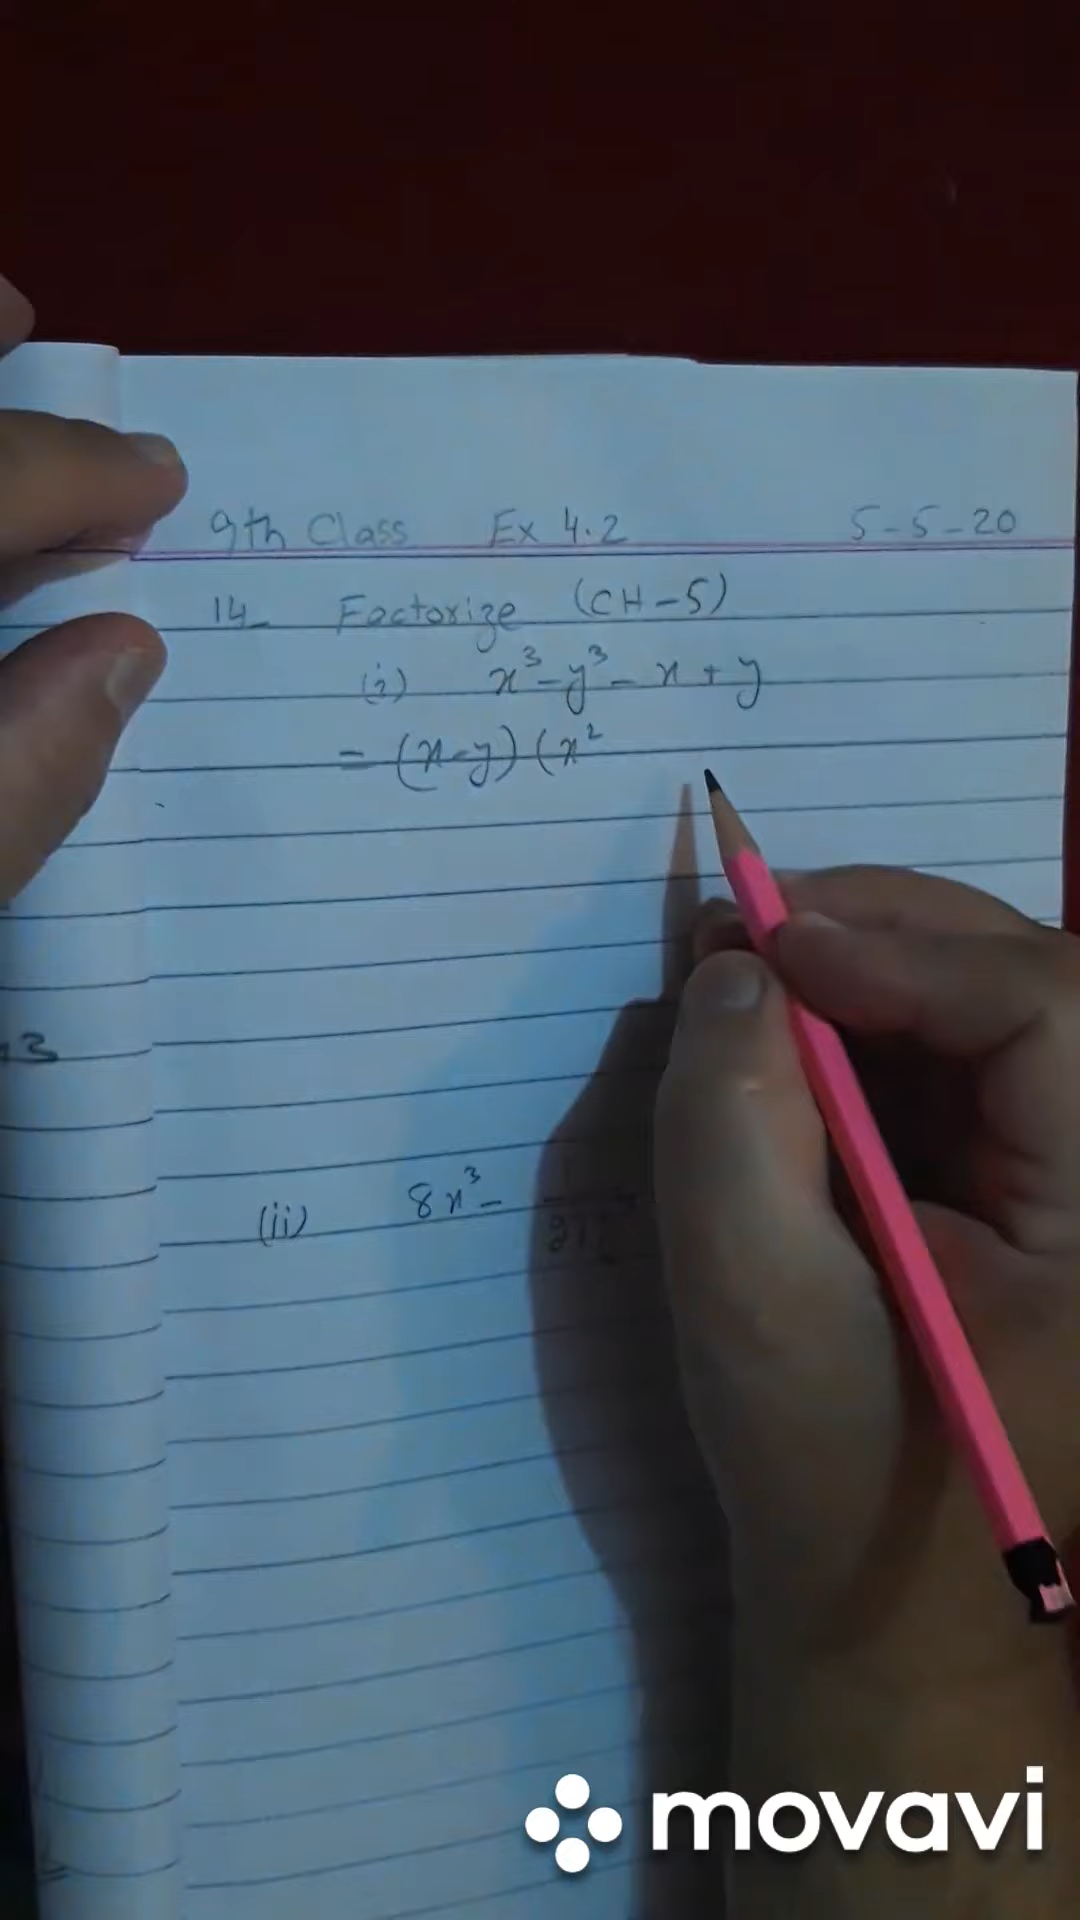 9th Class Ex 4.2 5-5-20
14- Factorize (CH-5)
(i) x³-y³-x+y
= (x-y)(x²
(ii) 8x³-
movavi